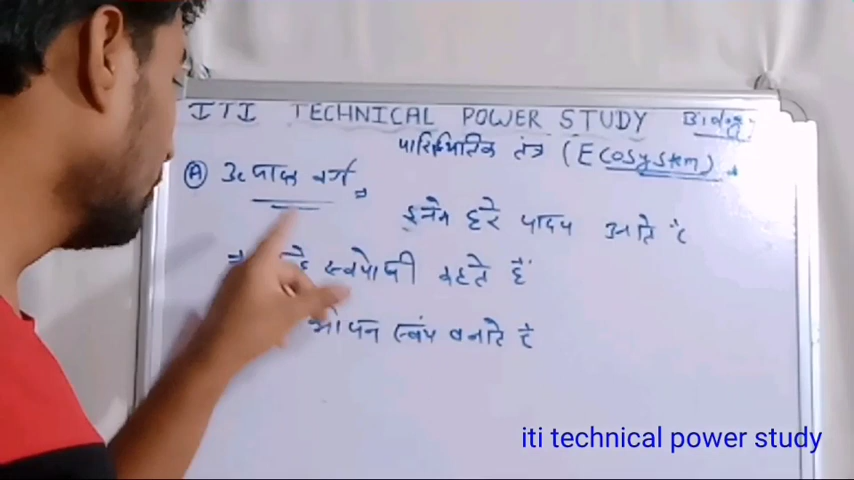 ITI TECHNICAL POWER STUDY Biology
पारिस्थितिक तंत्र (Ecosystem)
(A) उत्पादक वर्ग ⇒ इनमें हरे पादप आते हैं
⇒ स्वपोषी कहते हैं
भोजन स्वंय बनाते है
iti technical power study